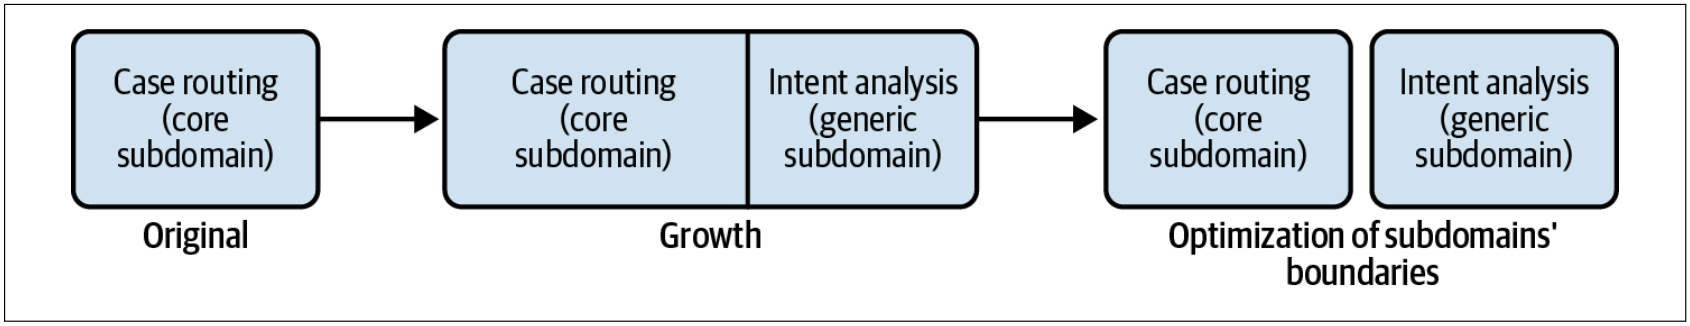 Case routing
(core
subdomain)
Original
Case routing
(core
subdomain)
Intent analysis
(generic
subdomain)
Growth
Case routing
(core
subdomain)
Intent analysis
(generic
subdomain)
Optimization of subdomains'
boundaries